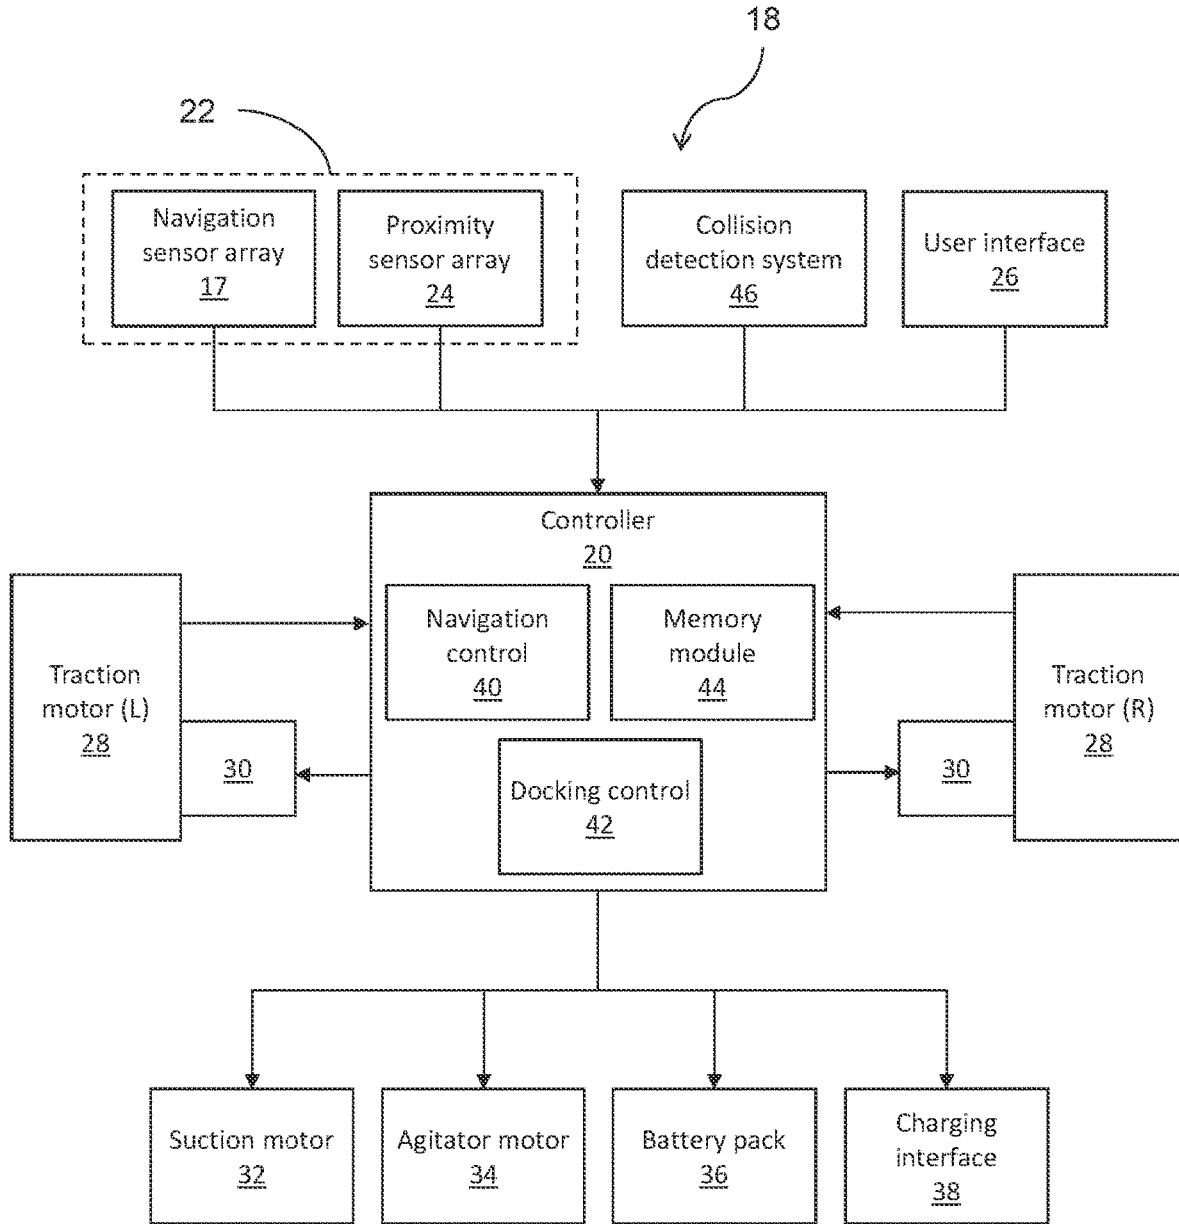 18
22
Navigation
sensor array
17
Proximity
sensor array
24
Collision
detection system
46
User interface
26
Controller
20
Navigation
control
40
Memory
module
44
Docking control
42
Traction
motor (L)
28
30
30
Traction
motor (R)
28
Suction motor
32
Agitator motor
34
Battery pack
36
Charging
interface
38